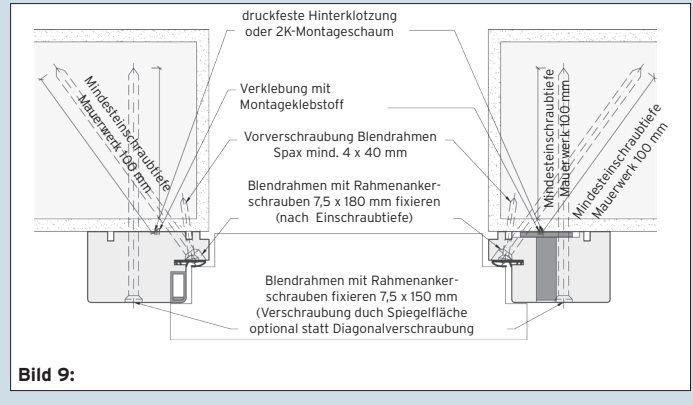 druckfeste Hinterklotzung
oder 2K-Montageschaum
Mindesteinschraubtiefe
Mauerwerk 100 mm
Verklebung mit
Montageklebstoff
Vorverschraubung Blendrahmen
Spax mind. 4 x 40 mm
Blendrahmen mit Rahmenanker-
schrauben 7,5 x 180 mm fixieren
(nach Einschraubtiefe)
Mindesteinschraubtiefe
Mauerwerk 100 mm
Mindesteinschraubtiefe
Mauerwerk 100 mm
Blendrahmen mit Rahmenanker-
schrauben fixieren 7,5 x 150 mm
(Verschraubung duch Spiegelfläche
optional statt Diagonalverschraubung
Bild 9: